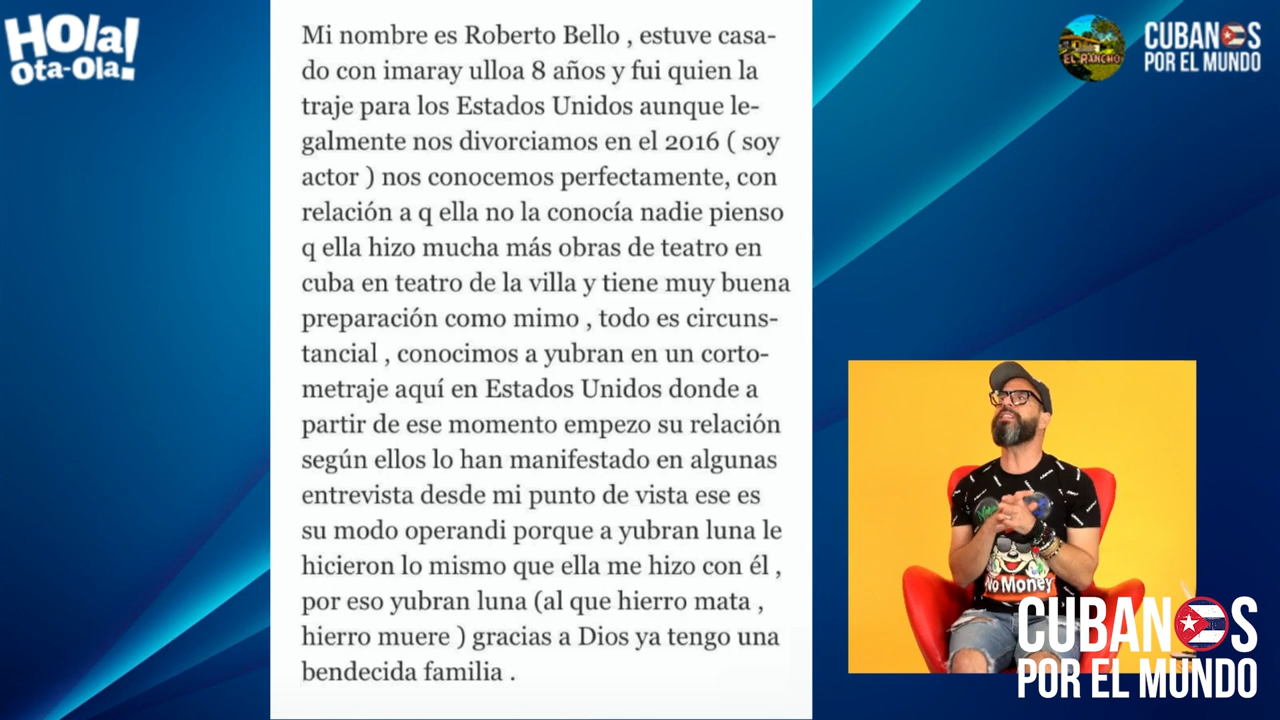 HOla!
Ota-Ola!
EL RANCHO
CUBANOS
POR EL MUNDO
Mi nombre es Roberto Bello , estuve casa-
do con imaray ulloa 8 años y fui quien la
traje para los Estados Unidos aunque le-
galmente nos divorciamos en el 2016 ( soy
actor ) nos conocemos perfectamente, con
relación a q ella no la conocía nadie pienso
q ella hizo mucha más obras de teatro en
cuba en teatro de la villa y tiene muy buena
preparación como mimo , todo es circuns-
tancial , conocimos a yubran en un corto-
metraje aquí en Estados Unidos donde a
partir de ese momento empezo su relación
según ellos lo han manifestado en algunas
entrevista desde mi punto de vista ese es
su modo operandi porque a yubran luna le
hicieron lo mismo que ella me hizo con él ,
por eso yubran luna (al que hierro mata ,
hierro muere ) gracias a Dios ya tengo una
bendecida familia .
No Money
CUBANOS
POR EL MUNDO